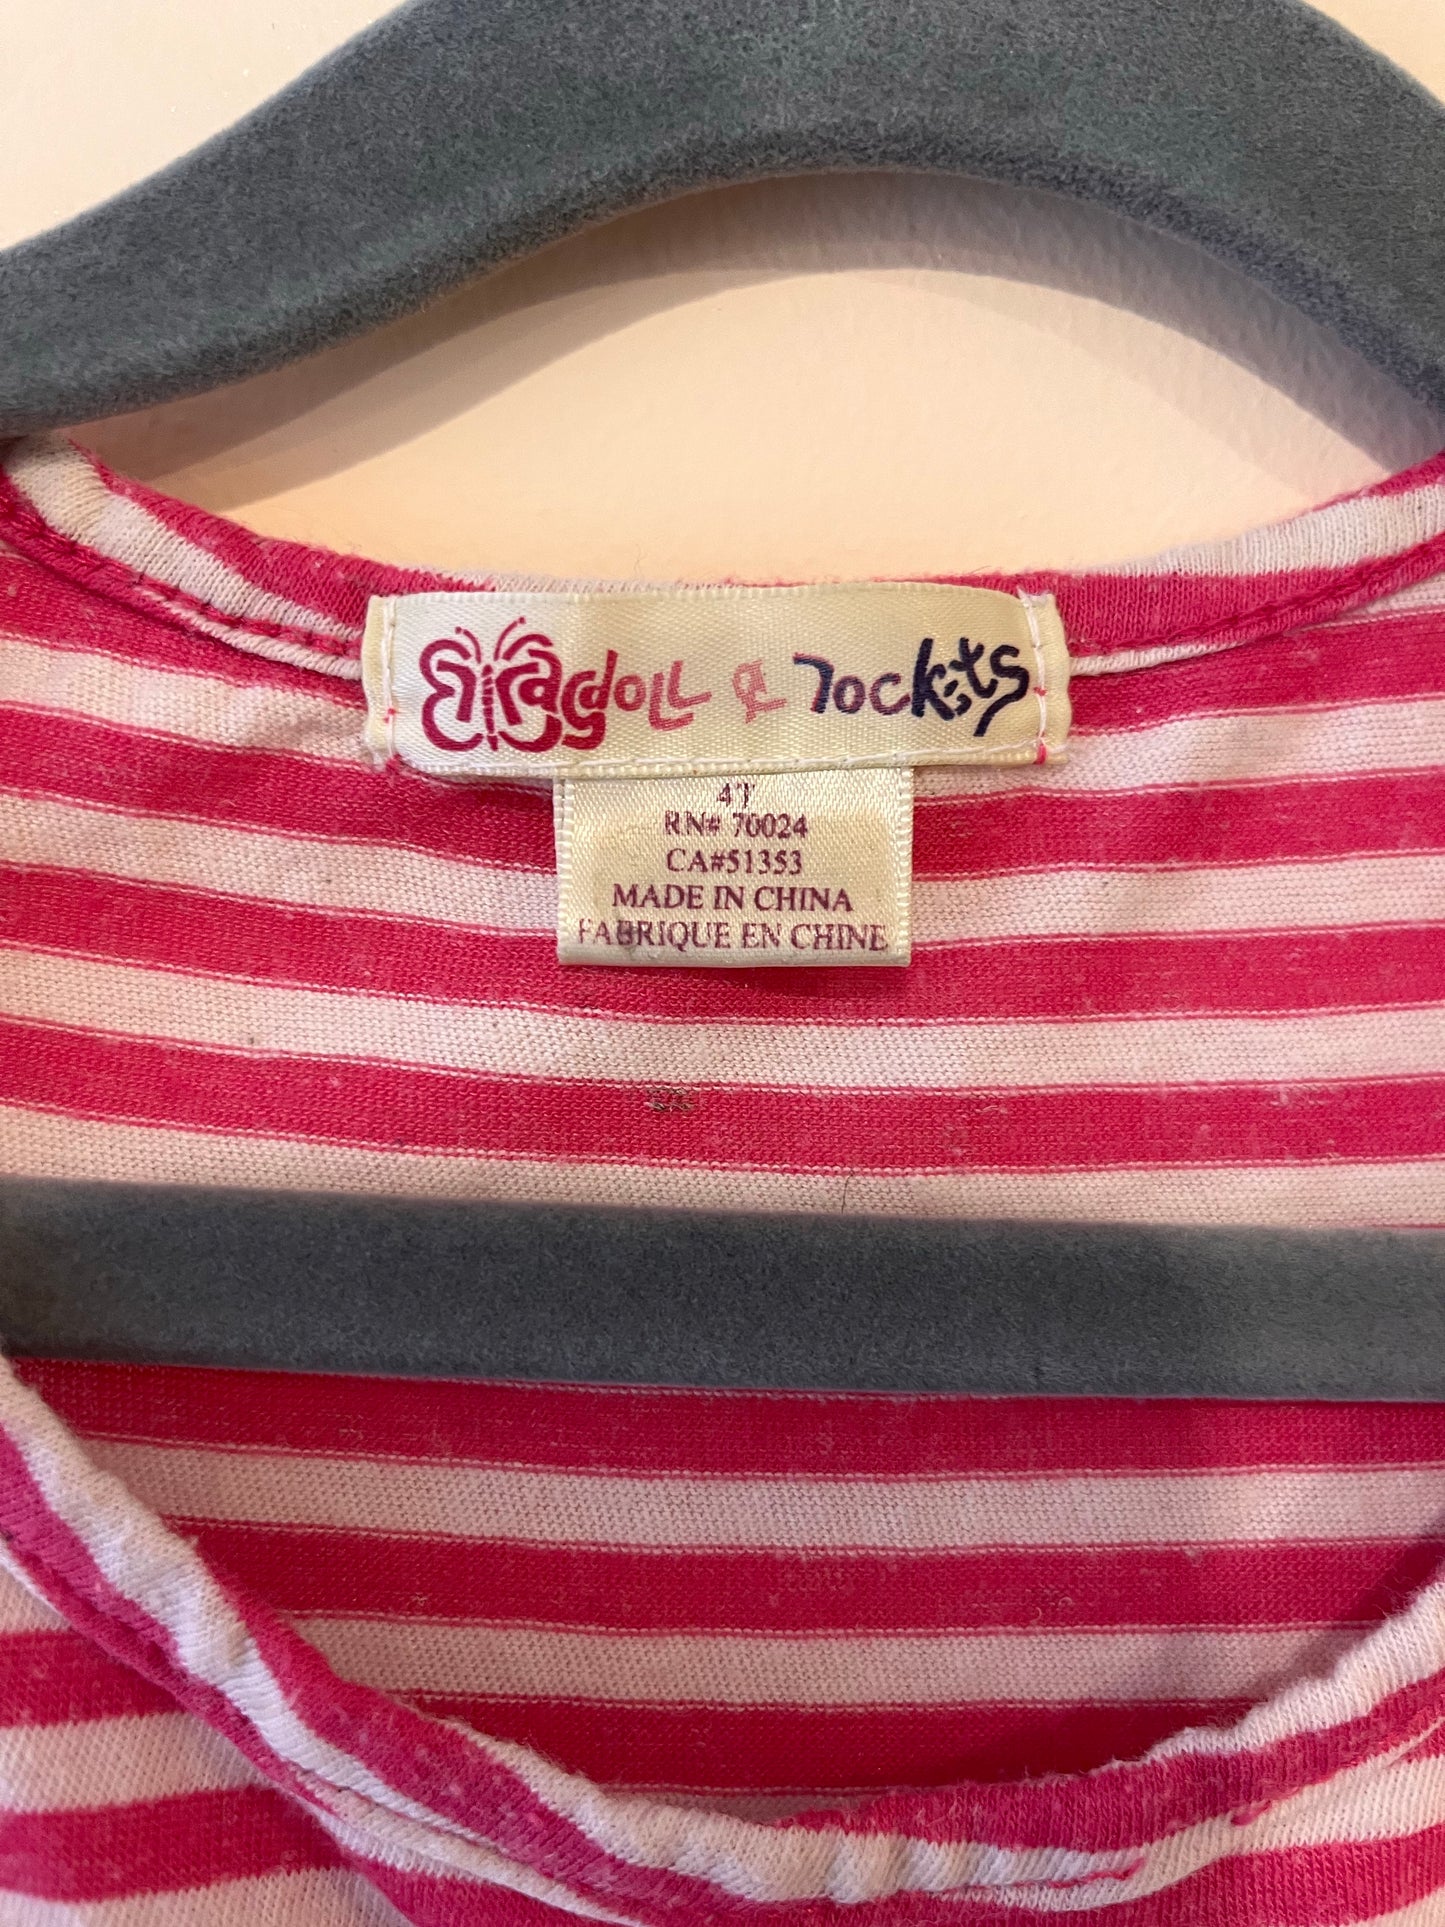 Ragdoll & Rockets
4T
RN# 70024
CA#51353
MADE IN CHINA
FABRIQUE EN CHINE